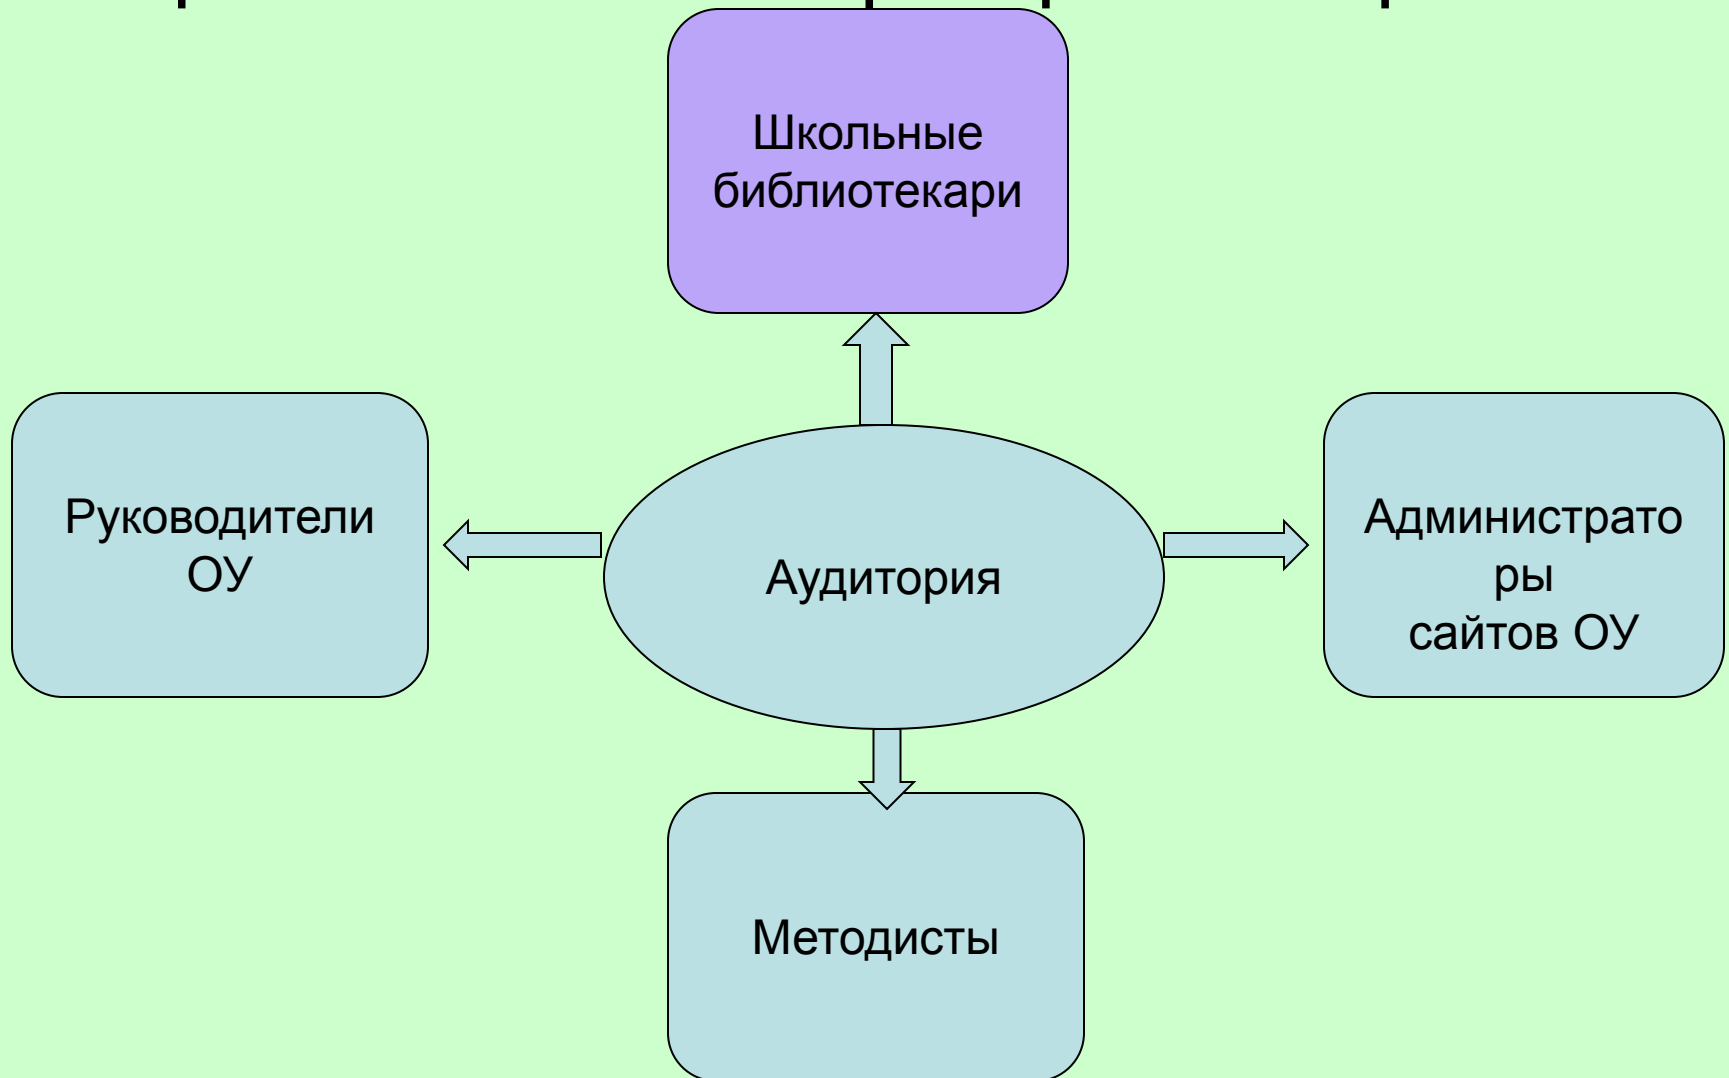 Школьные
библиотекари
Руководители
ОУ
Аудитория
Администрато
ры
сайтов ОУ
Методисты